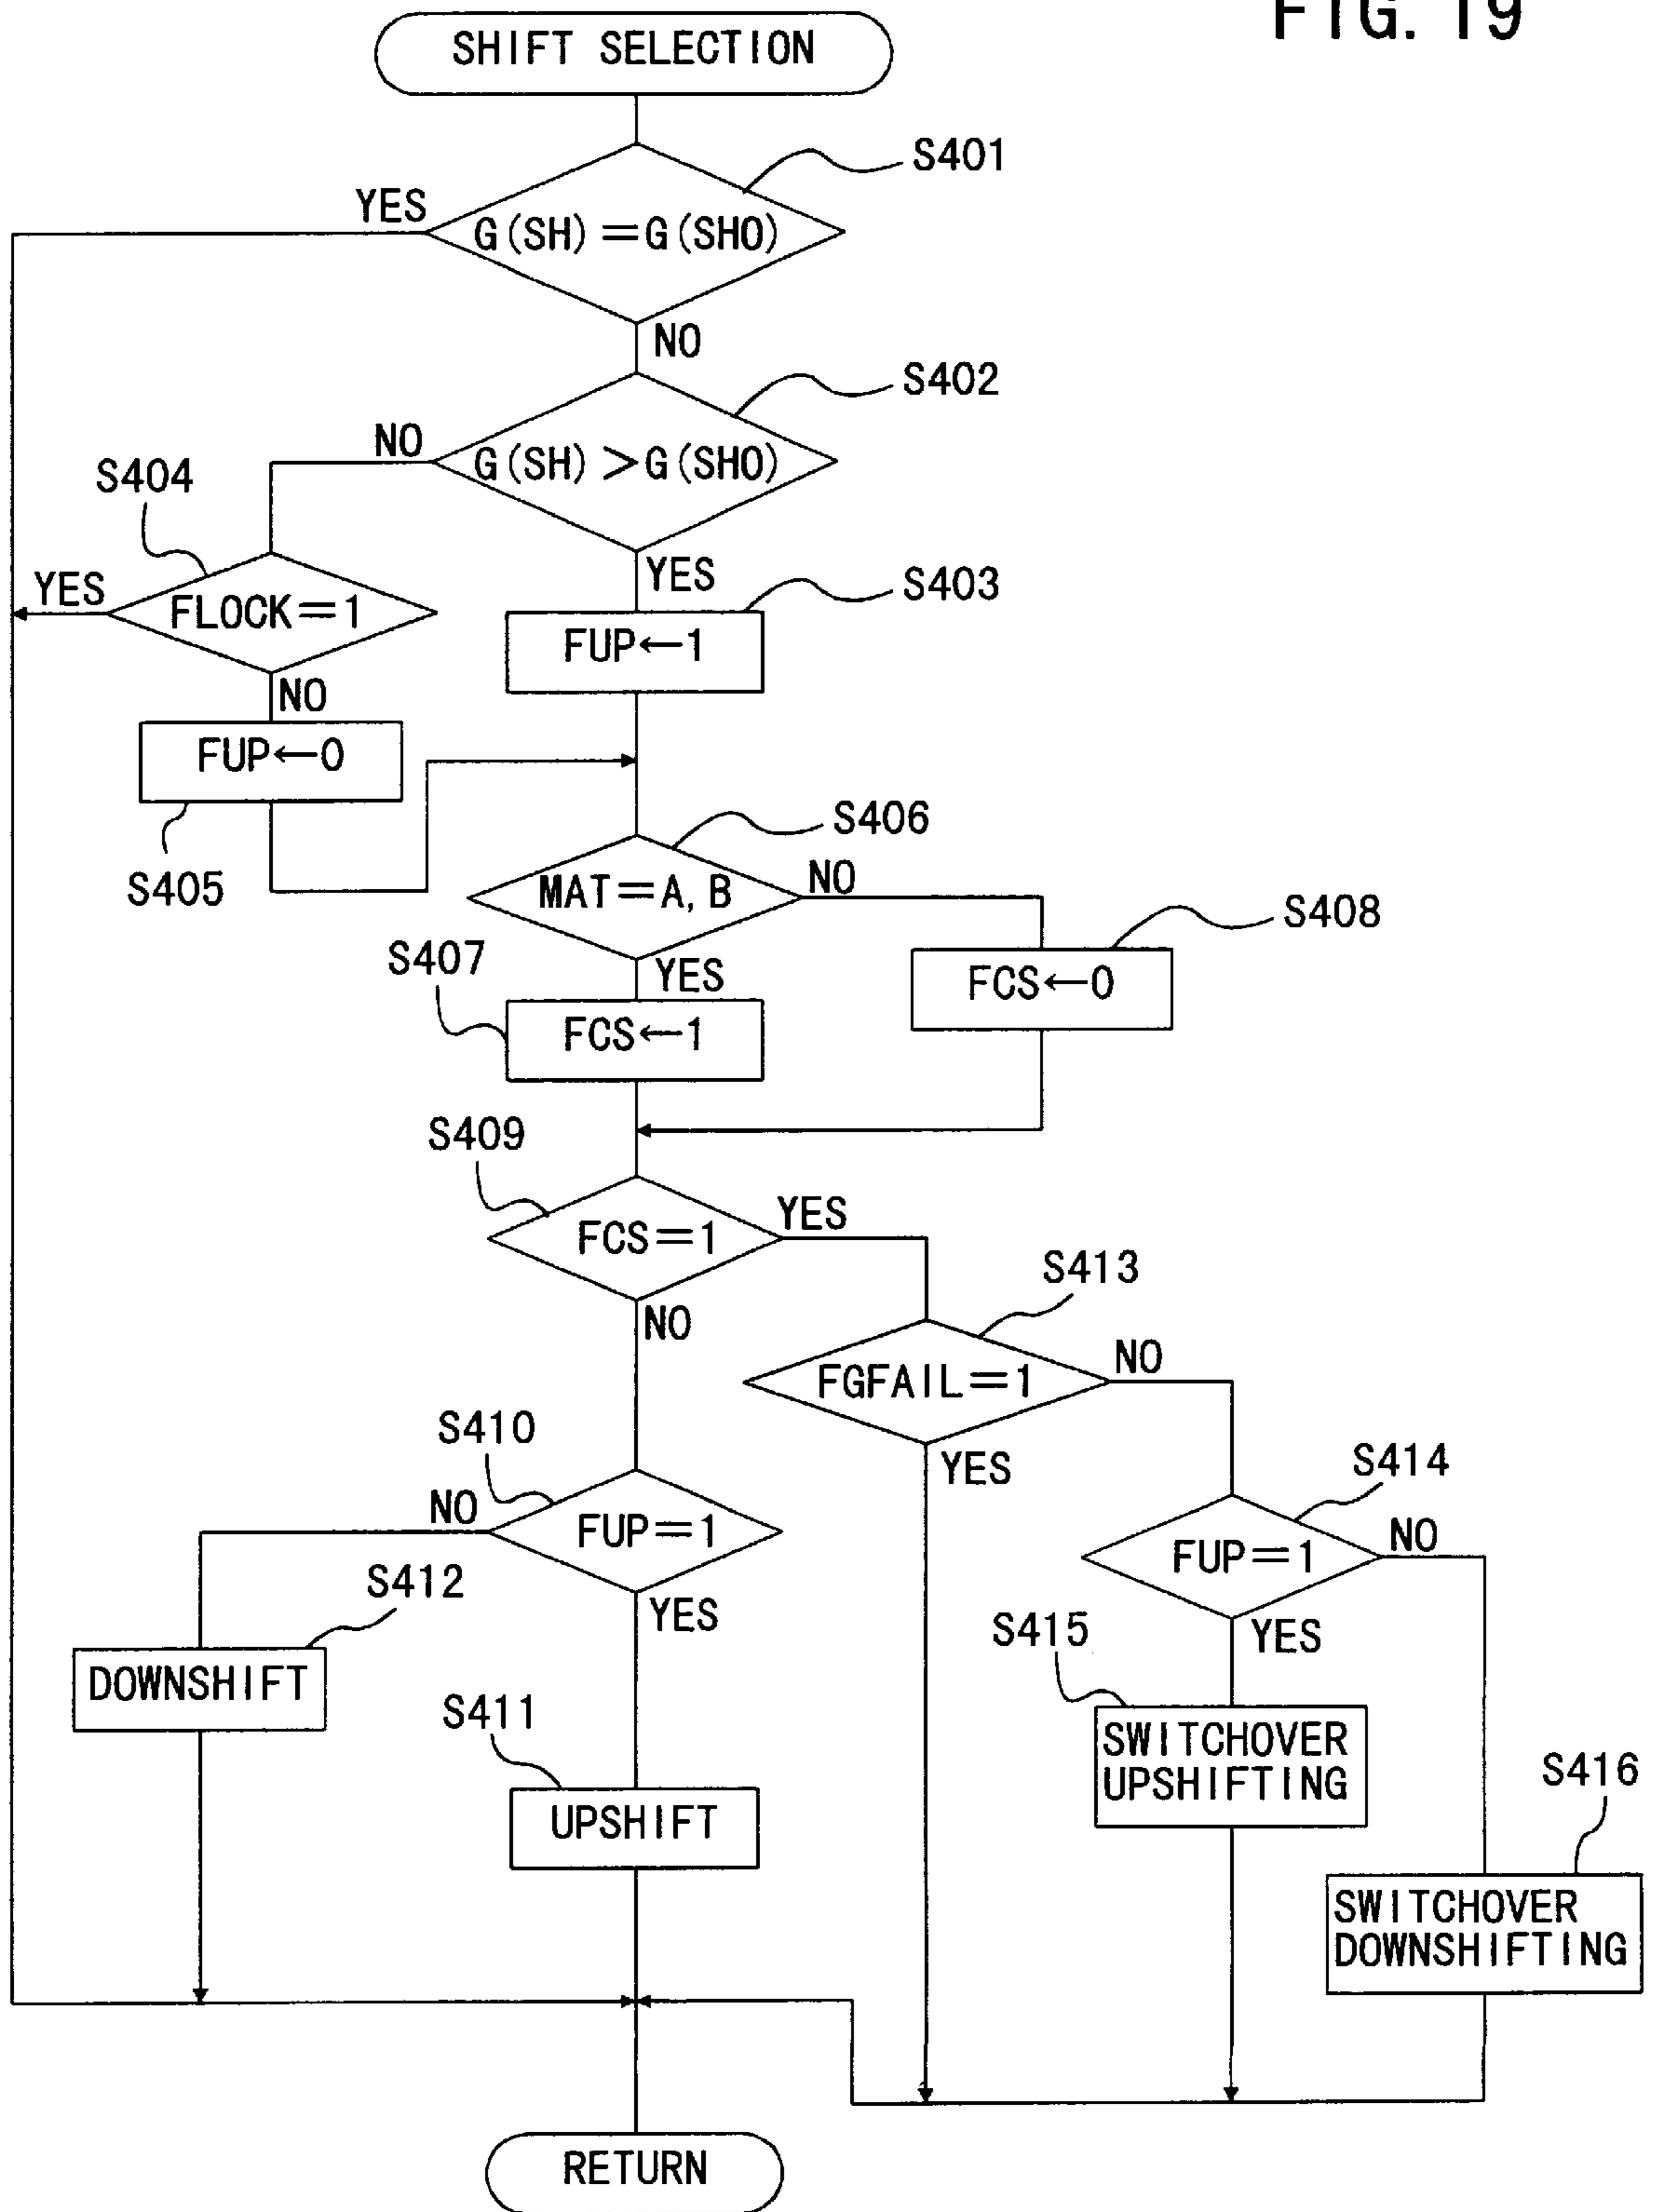 FIG. 19
SHIFT SELECTION
S401
YES
G(SH)=G(SHO)
NO
S402
NO
G(SH)>G(SHO)
S404
YES
S403
YES
FLOCK=1
FUP←1
NO
FUP←0
S405
S406
MAT=A, B
NO
S408
S407
YES
FCS←0
FCS←1
S409
YES
FCS=1
S413
NO
NO
FGFAIL=1
S410
YES
S414
NO
FUP=1
NO
FUP=1
S412
YES
S415
YES
DOWNSHIFT
S411
SWITCHOVER
UPSHIFTING
S416
UPSHIFT
SWITCHOVER
DOWNSHIFTING
RETURN